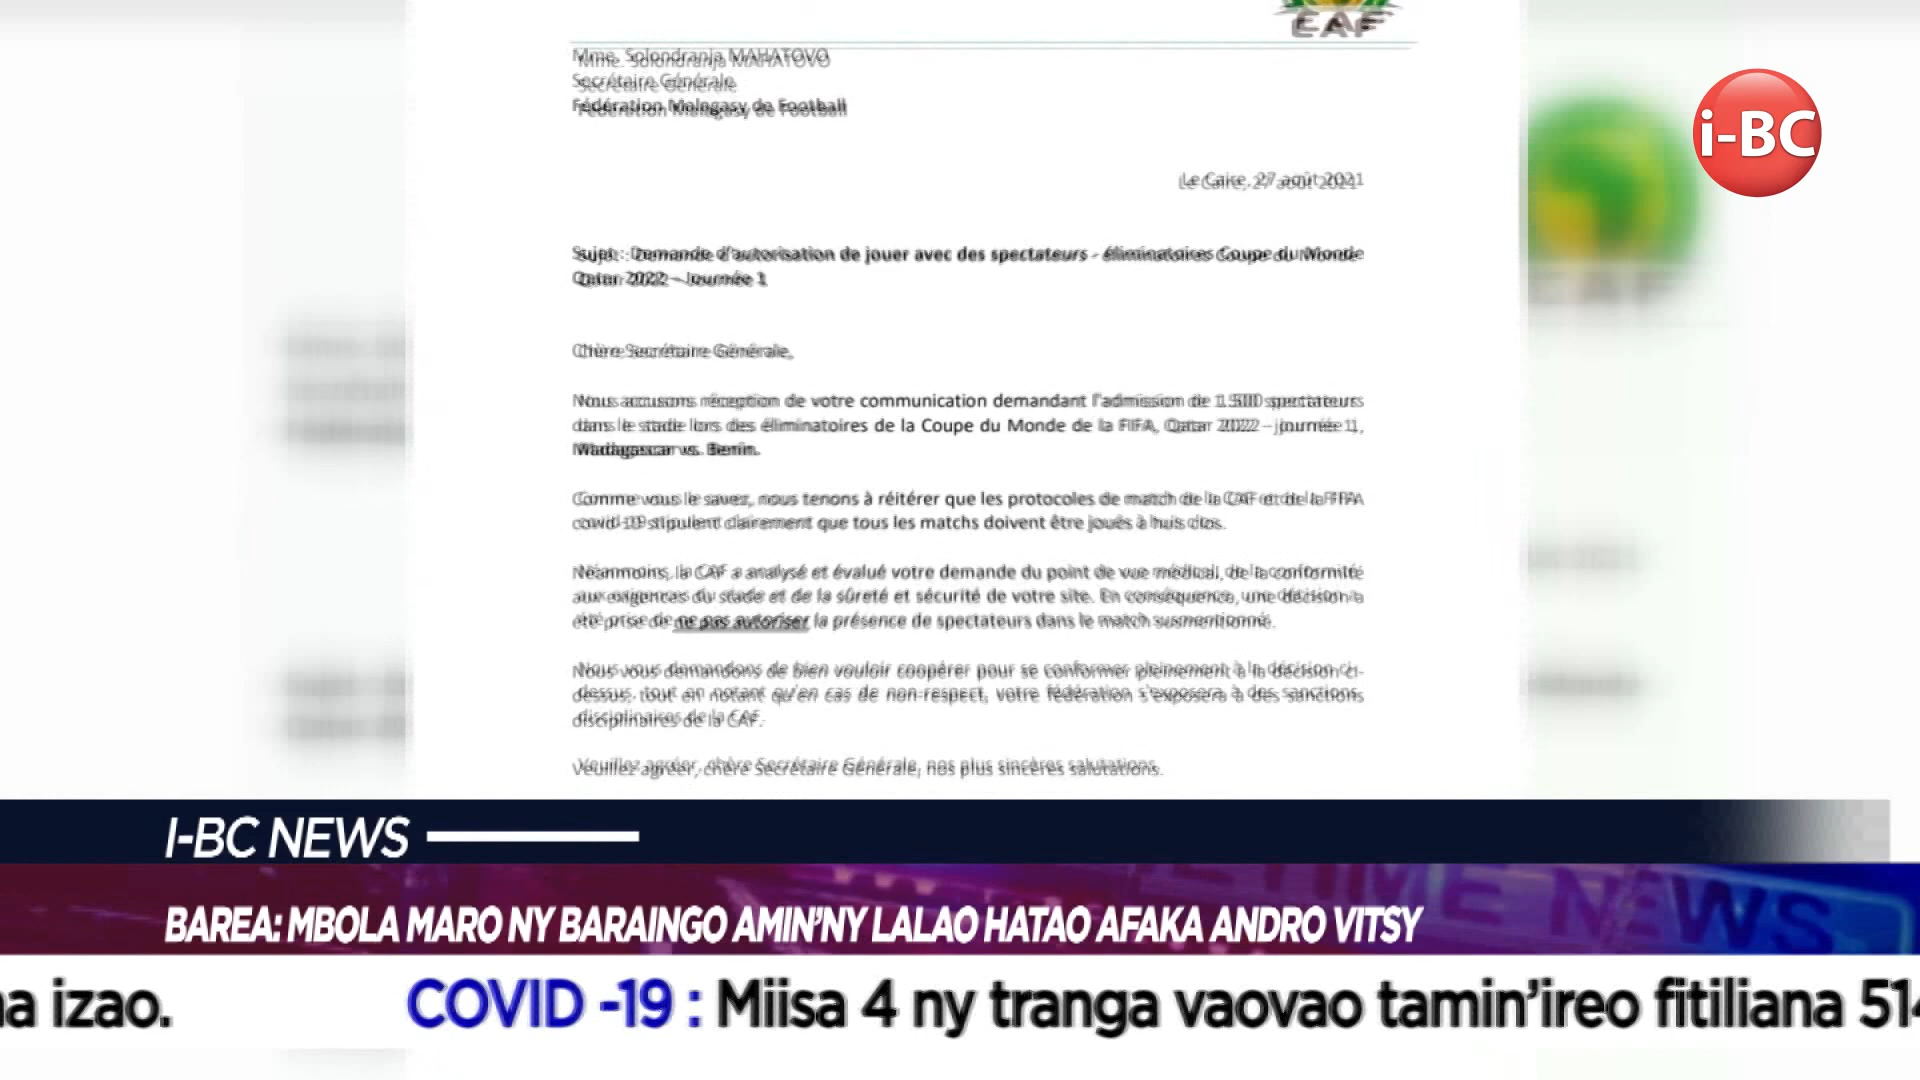 CAF
i-BC
Mme. Solondranja MAHATOVO
Secrétaire Générale
Fédération Malagasy de Football
Le Caire, 27 août 2021
Sujet : Demande d'autorisation de jouer avec des spectateurs - éliminatoires Coupe du Monde
Qatar 2022 – Journée 1
Chère Secrétaire Générale,
Nous accusons réception de votre communication demandant l'admission de 1.500 spectateurs
dans le stade lors des éliminatoires de la Coupe du Monde de la FIFA, Qatar 2022 – journée 1,
Madagascar vs. Benin.
Comme vous le savez, nous tenons à réitérer que les protocoles de match de la CAF et de la FIFA
covid-19 stipulent clairement que tous les matchs doivent être joués à huis clos.
Néanmoins, la CAF a analysé et évalué votre demande du point de vue médical, de la conformité
aux exigences du stade et de la sûreté et sécurité de votre site. En conséquence, une décision a
été prise de ne pas autoriser la présence de spectateurs dans le match susmentionné.
Nous vous demandons de bien vouloir coopérer pour se conformer pleinement à la décision ci-
dessus, tout en notant qu'en cas de non-respect, votre fédération s'exposera à des sanctions
disciplinaires de la CAF.
Veuillez agréer, chère Secrétaire Générale, nos plus sincères salutations.
I-BC NEWS
BAREA: MBOLA MARO NY BARAINGO AMIN'NY LALAO HATAO AFAKA ANDRO VITSY
na izao. COVID -19 : Miisa 4 ny tranga vaovao tamin'ireo fitiliana 514